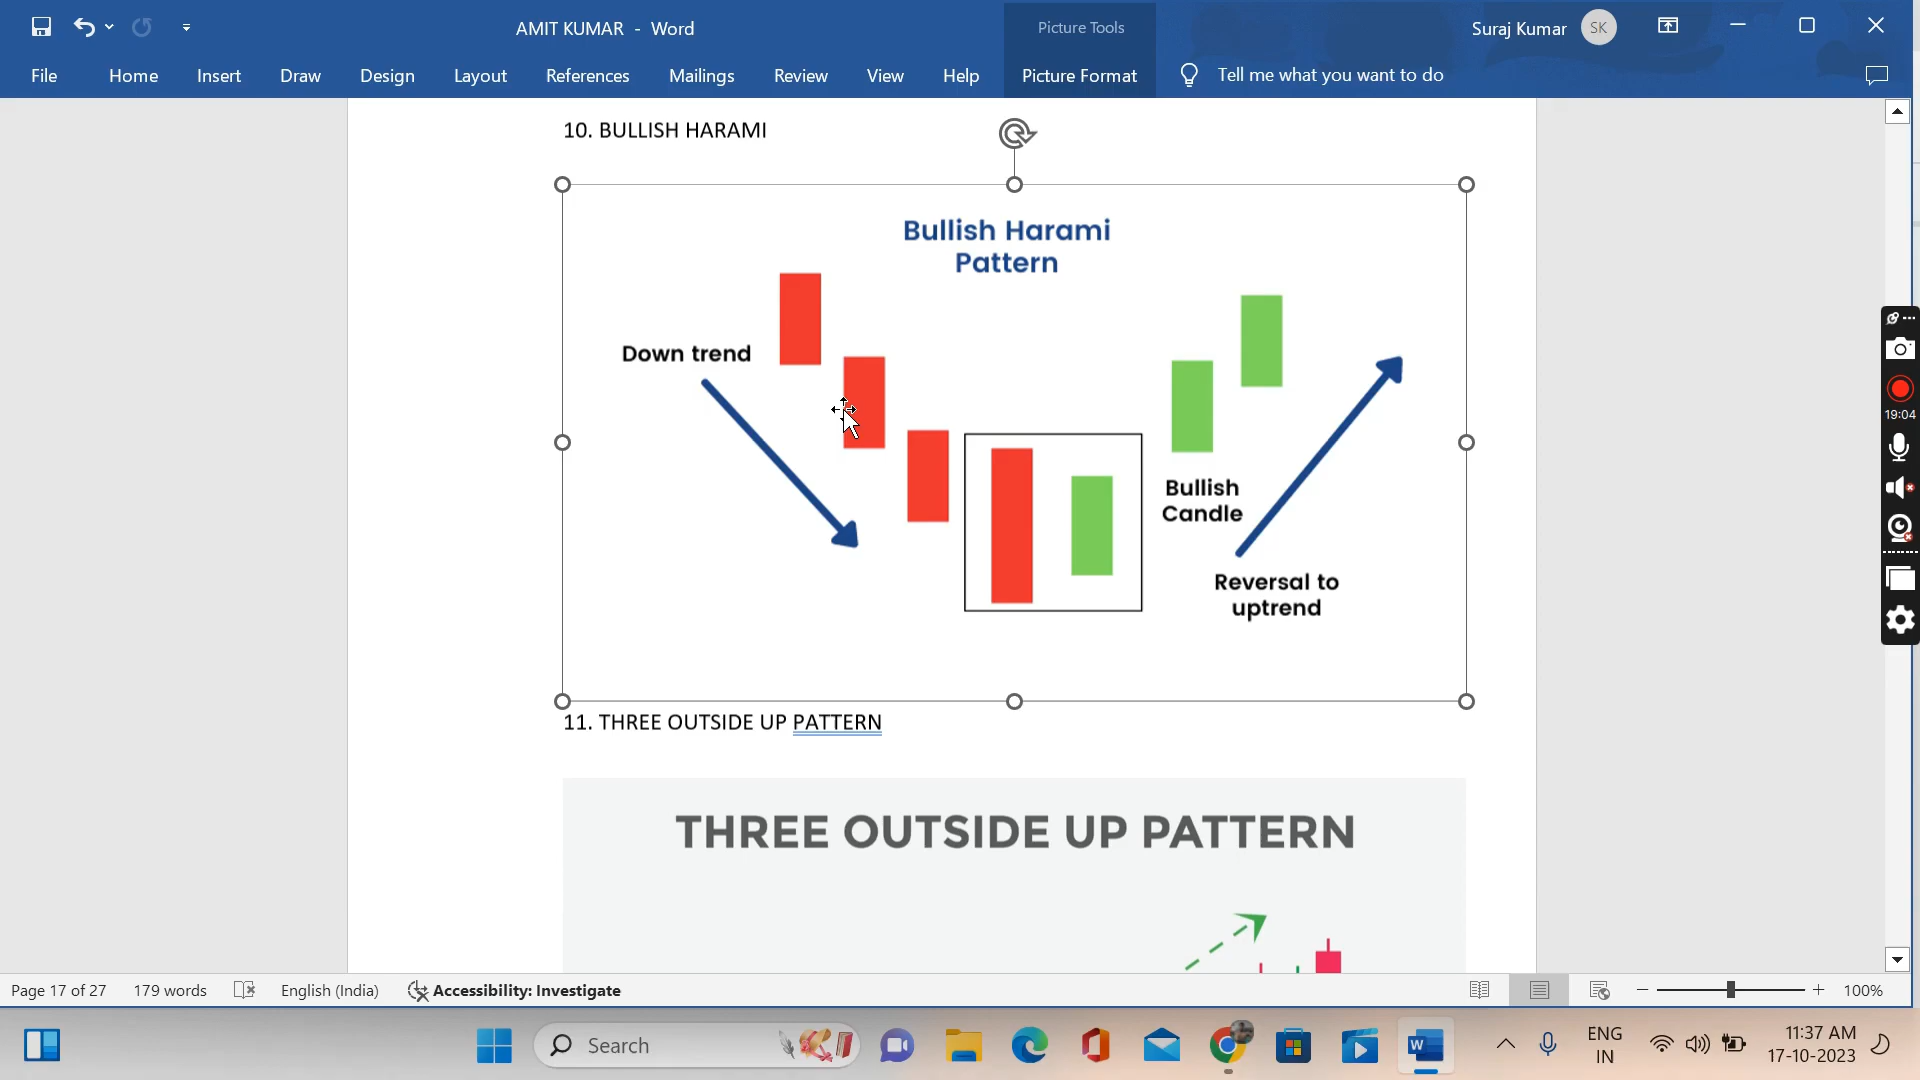 AMIT KUMAR - Word
Picture Tools
Suraj Kumar
SK
File
Home
Insert
Draw
Design
Layout
References
Mailings
Review
View
Help
Picture Format
Tell me what you want to do
10. BULLISH HARAMI
Bullish Harami
Pattern
Down trend
Bullish
Candle
Reversal to
uptrend
19:04
11. THREE OUTSIDE UP PATTERN
THREE OUTSIDE UP PATTERN
Page 17 of 27
179 words
English (India)
Accessibility: Investigate
100%
Search
W
ENG
IN
11:37 AM
17-10-2023